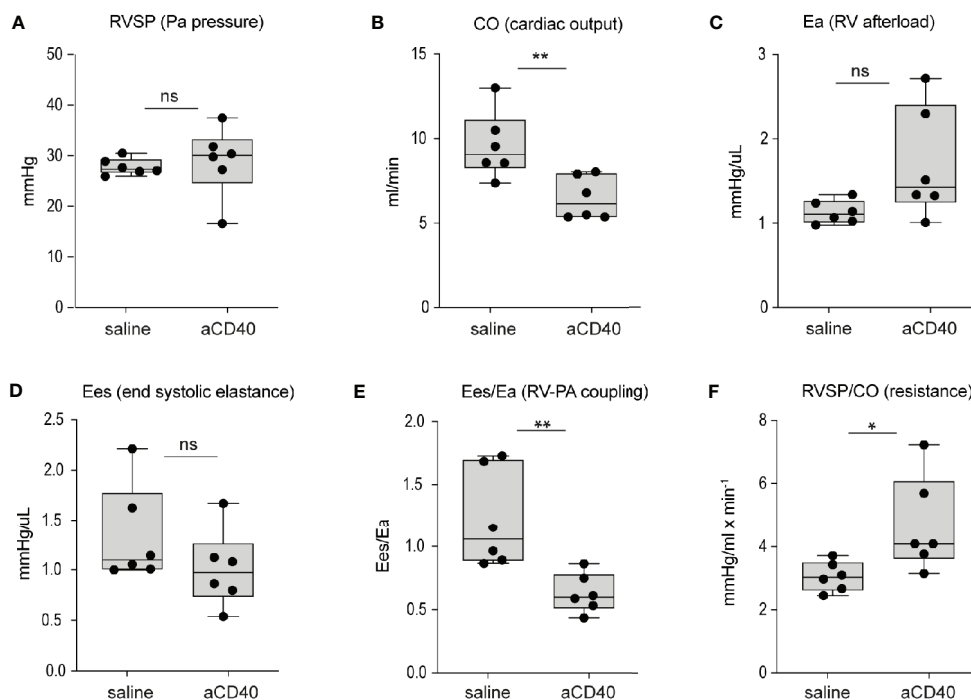 A
RVSP (Pa pressure)
mmHg
50
40
30
20
10
0
ns
saline
aCD40
B
CO (cardiac output)
ml/min
15
10
5
0
**
saline
aCD40
C
Ea (RV afterload)
mmHg/uL
3
2
1
0
ns
saline
aCD40
D
Ees (end systolic elastance)
mmHg/uL
2.5
2.0
1.5
1.0
0.5
0.0
ns
saline
aCD40
E
Ees/Ea (RV-PA coupling)
Ees/Ea
2.0
1.5
1.0
0.5
0.0
**
saline
aCD40
F
RVSP/CO (resistance)
mmHg/ml x min⁻¹
8
6
4
2
0
*
saline
aCD40